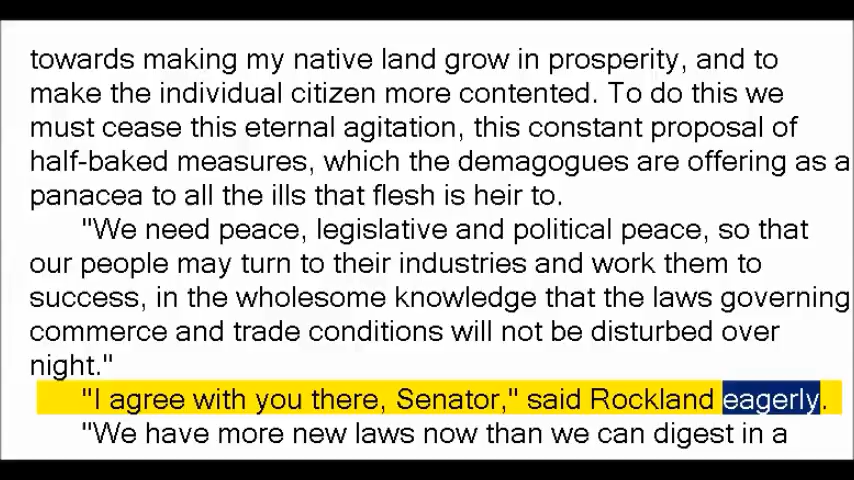 towards making my native land grow in prosperity, and to
make the individual citizen more contented. To do this we
must cease this eternal agitation, this constant proposal of
half-baked measures, which the demagogues are offering as a
panacea to all the ills that flesh is heir to.
"We need peace, legislative and political peace, so that
our people may turn to their industries and work them to
success, in the wholesome knowledge that the laws governing
commerce and trade conditions will not be disturbed over
night."
"I agree with you there, Senator," said Rockland eagerly.
"We have more new laws now than we can digest in a